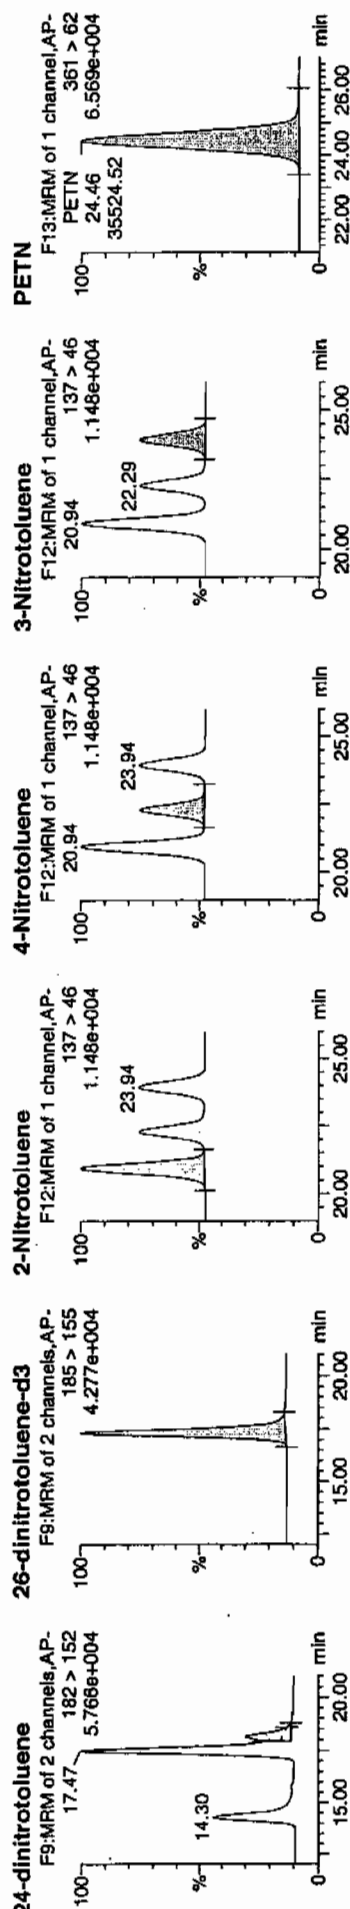 24-dinitrotoluene
F9:MRM of 2 channels,AP-
182 > 152
5.766e+004
100
17.47
14.30
%
0
15.00
20.00
min
26-dinitrotoluene-d3
F9:MRM of 2 channels,AP-
185 > 155
4.277e+004
100
%
0
15.00
20.00
min
2-Nitrotoluene
F12:MRM of 1 channel,AP-
137 > 46
1.148e+004
100
23.94
%
0
20.00
25.00
min
4-Nitrotoluene
F12:MRM of 1 channel,AP-
137 > 46
1.148e+004
100
20.94
23.94
%
0
20.00
25.00
min
3-Nitrotoluene
F12:MRM of 1 channel,AP-
137 > 46
1.148e+004
100
20.94
22.29
%
0
20.00
25.00
min
PETN
F13:MRM of 1 channel,AP-
361 > 62
6.569e+004
100
PETN
24.46
35524.52
%
0
22.00
24.00
26.00
min